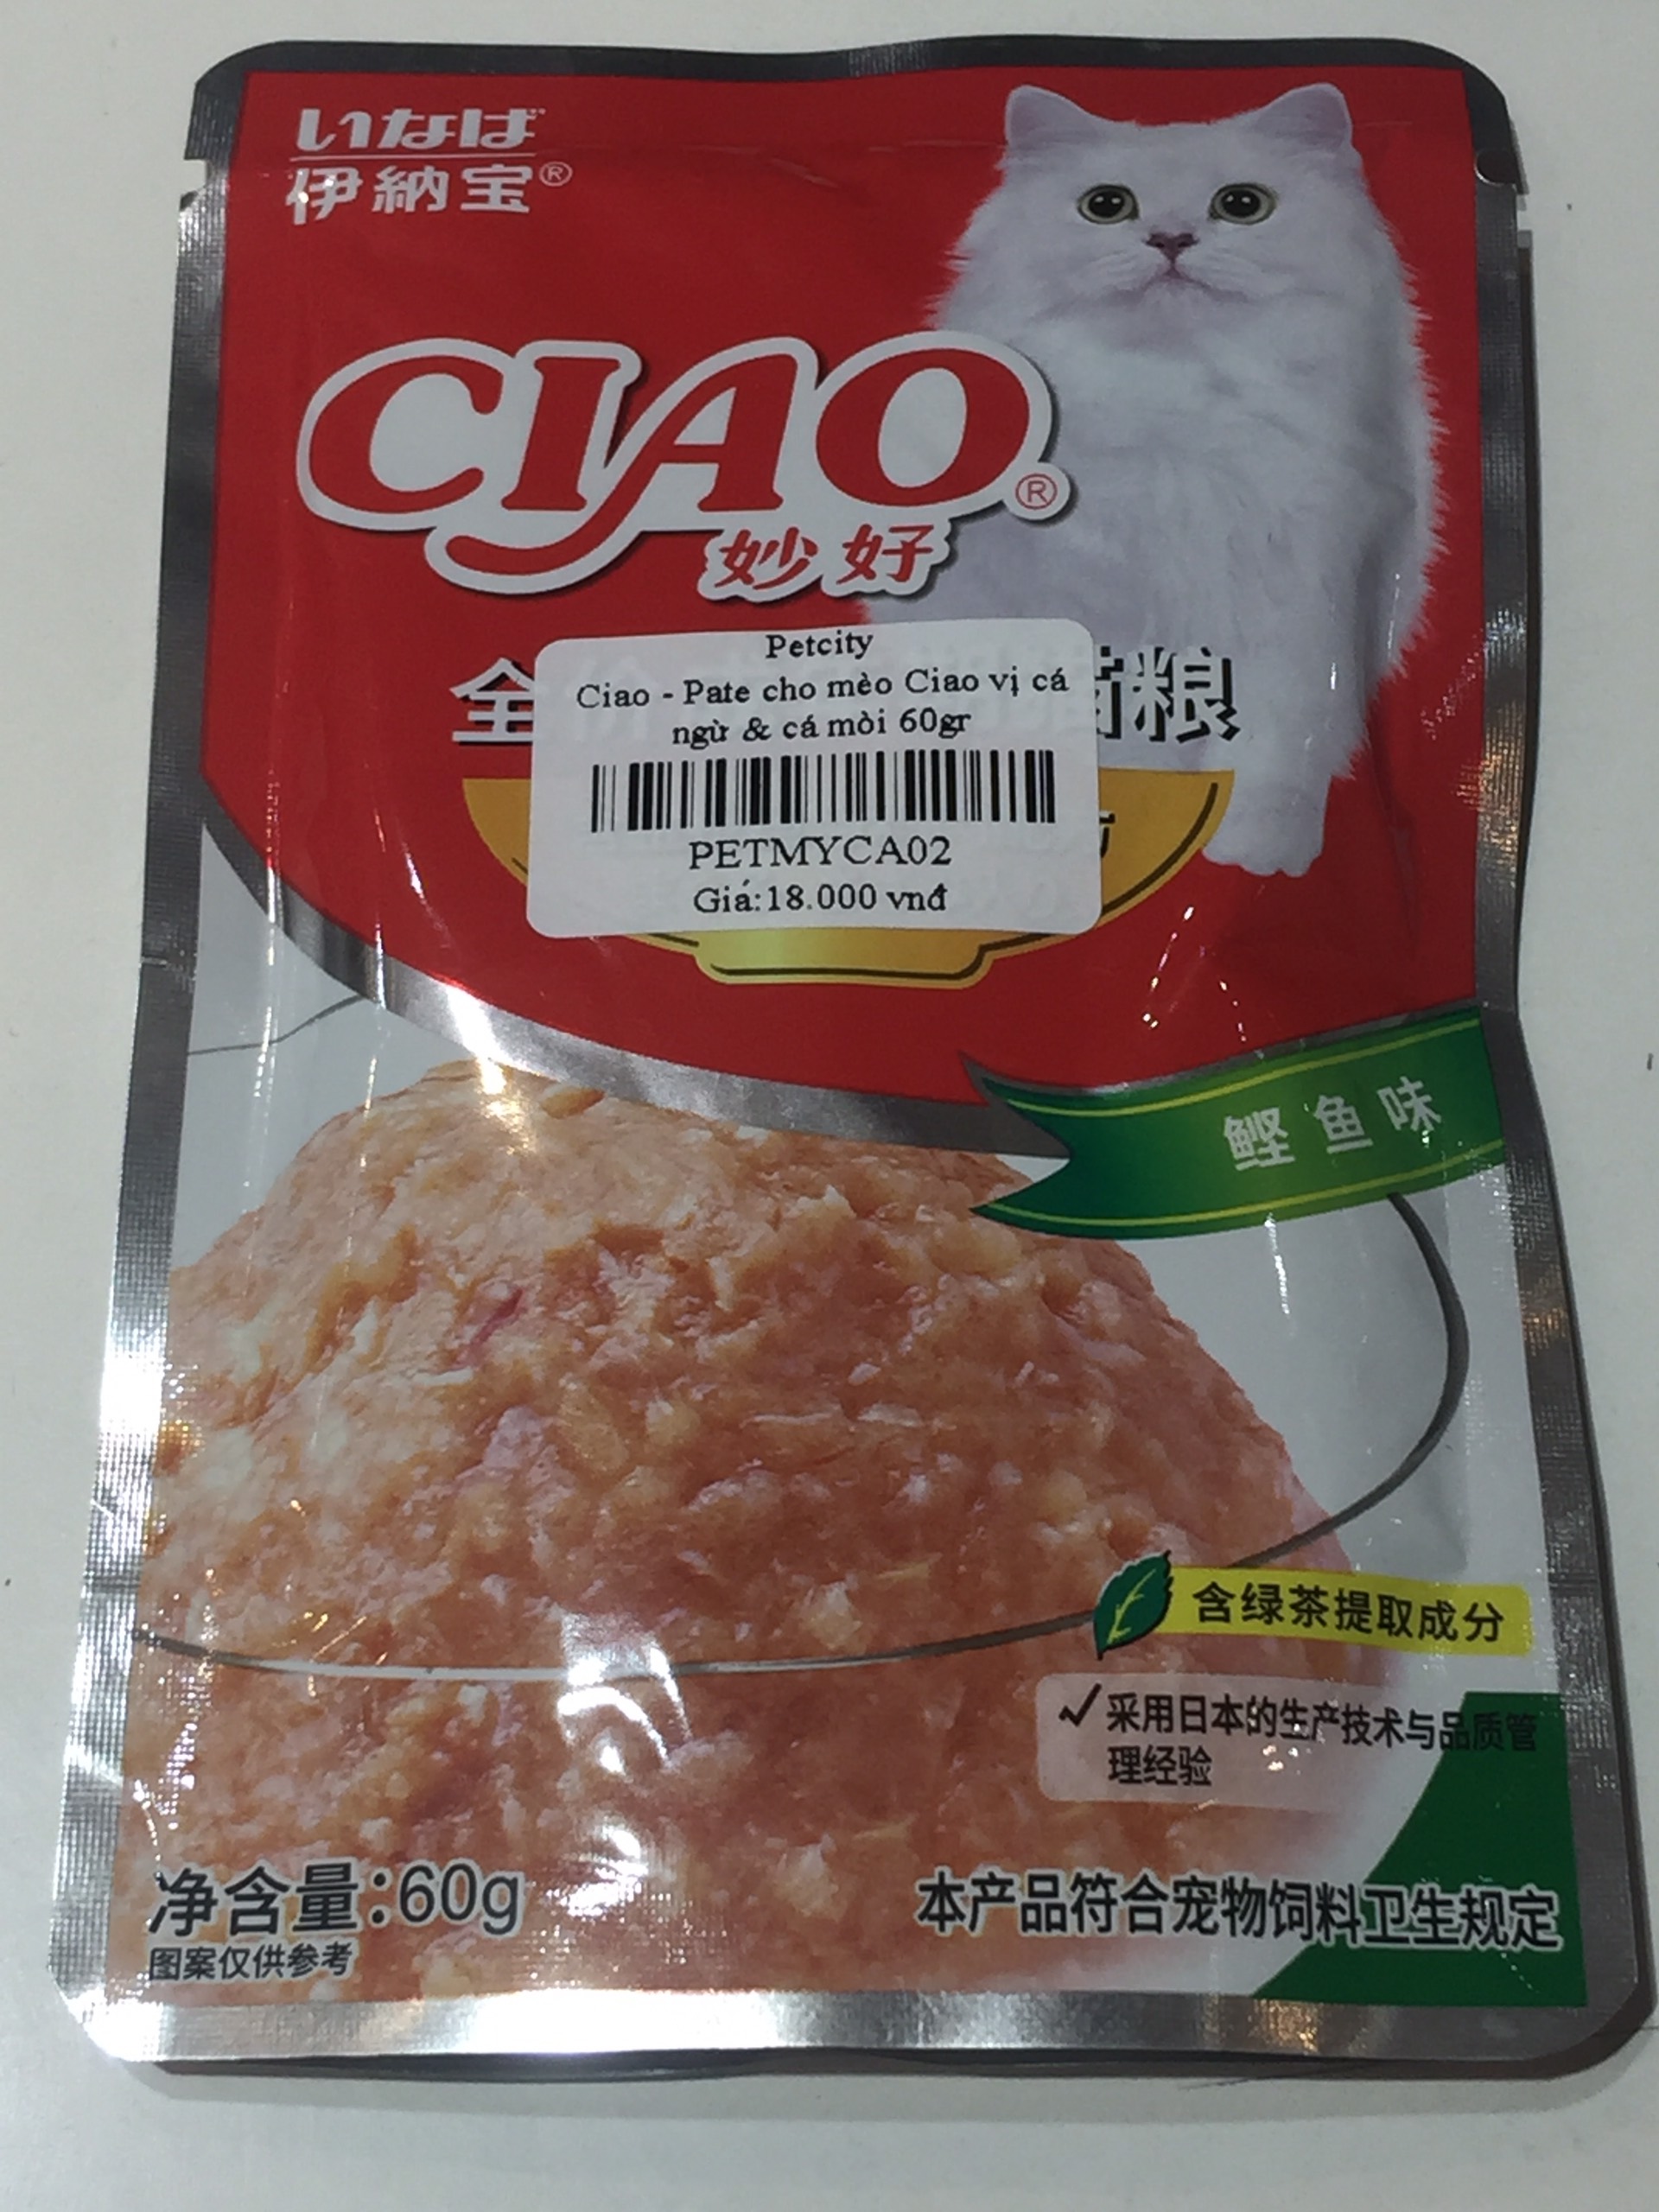 いなば
伊納宝®
CIAO®
妙好
Petcity
Ciao - Pate cho mèo Ciao vị cá
ngừ & cá mòi 60gr
PETMYCA02
Giá:18.000 vnđ
全
猫粮
鲣鱼味
含绿茶提取成分
✓采用日本的生产技术与品质管
理经验
净含量:60g
图案仅供参考
本产品符合宠物饲料卫生规定